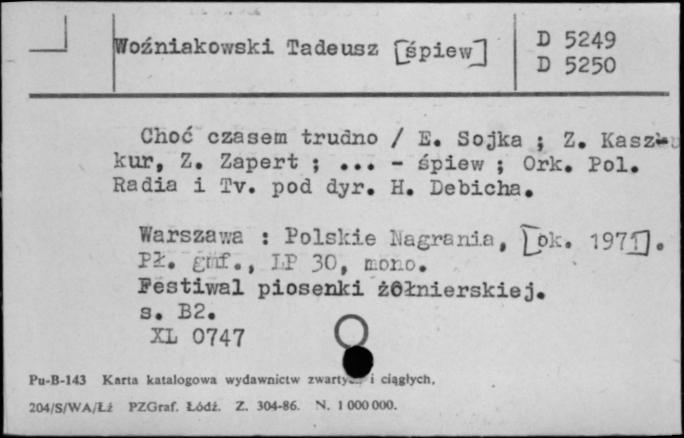 Woźniakowski Tadeusz [śpiew]
D 5249
D 5250
Choć czasem trudno / E. Sojka ; Z. Kasz-
kur, Z. Zapert ; ... - śpiew ; Ork. Pol.
Radia i Tv. pod dyr. H. Debicha.
Warszawa : Polskie Nagrania, [ok. 1971].
Pł. gmf., LP 30, mono.
Festiwal piosenki żołnierskiej.
s. B2.
XL 0747
Pu-B-143 Karta katalogowa wydawnictw zwartych i ciągłych,
204/S/WA/Łź PZGraf. Łódź. Z. 304-86. N. 1 000 000.